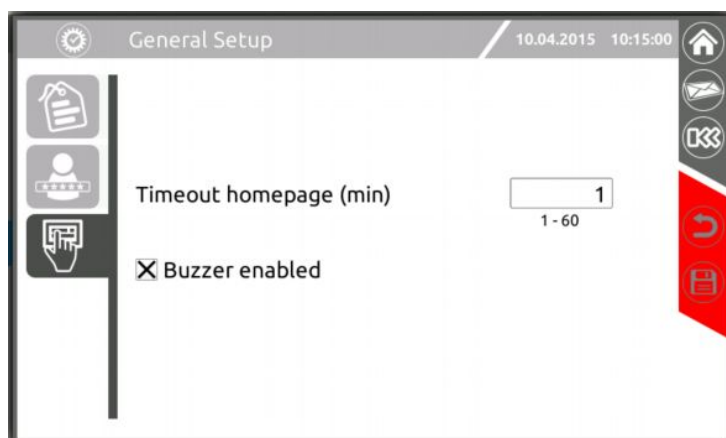 General Setup
10.04.2015 10:15:00
Timeout homepage (min)
1
1 - 60
Buzzer enabled